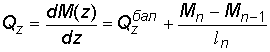 Q_z = dM(z)/dz = Q_z^бал + (M_n − M_{n−1})/l_n